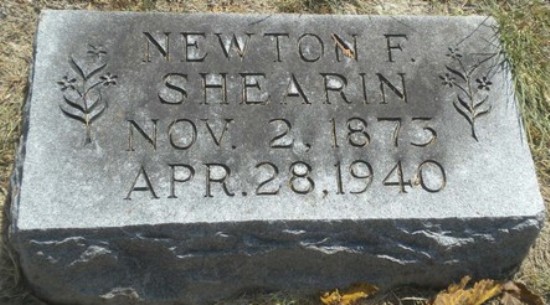 NEWTON F.
SHEARIN
NOV. 2, 1873
APR. 28, 1940